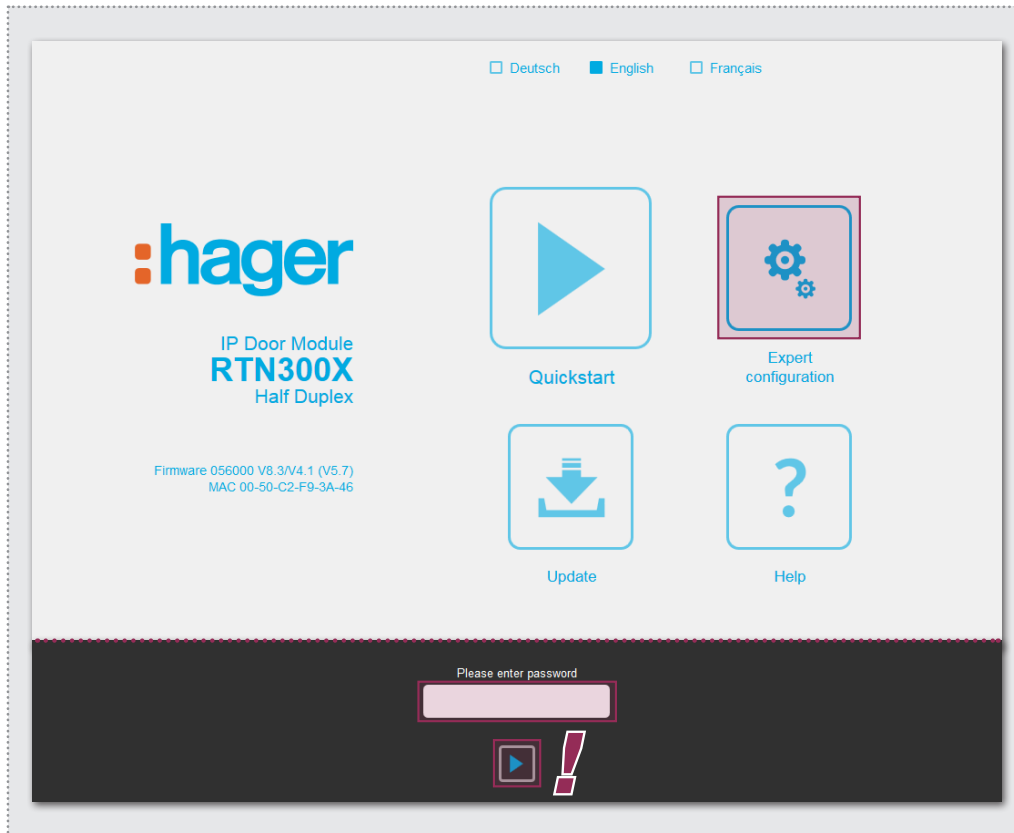 Deutsch English Français
:hager
IP Door Module
RTN300X
Half Duplex
Firmware 056000 V8.3/V4.1 (V5.7)
MAC 00-50-C2-F9-3A-46
Quickstart
Expert
configuration
?
Update
Help
Please enter password
!